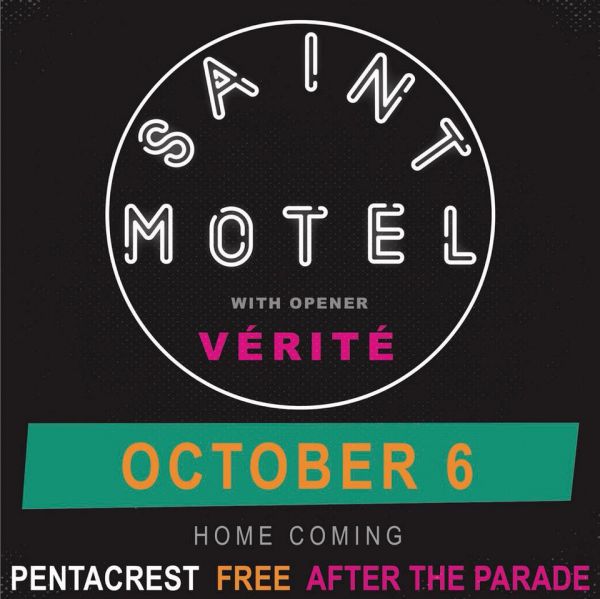 SAINT
MOTEL
WITH OPENER
VÉRITÉ
OCTOBER 6
HOME COMING
PENTACREST FREE AFTER THE PARADE